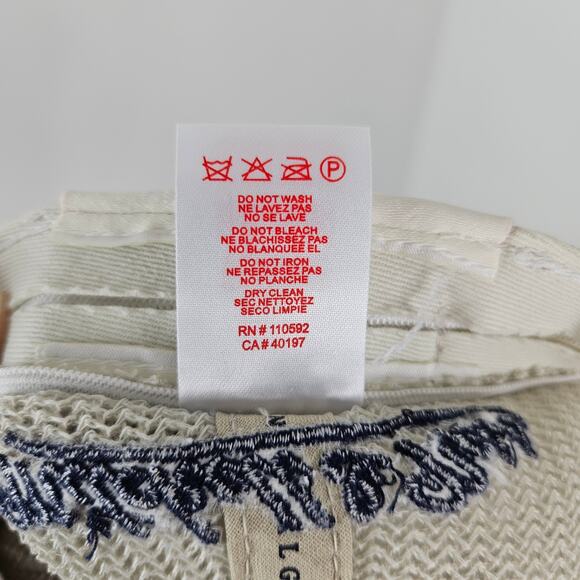 P
DO NOT WASH
NE LAVEZ PAS
NO SE LAVE
DO NOT BLEACH
NE BLACHISSEZ PAS
NO BLANQUEE EL
DO NOT IRON
NE REPASSEZ PAS
NO PLANCHE
DRY CLEAN
SEC NETTOYEZ
SECO LIMPIE
RN # 110592
CA # 40197